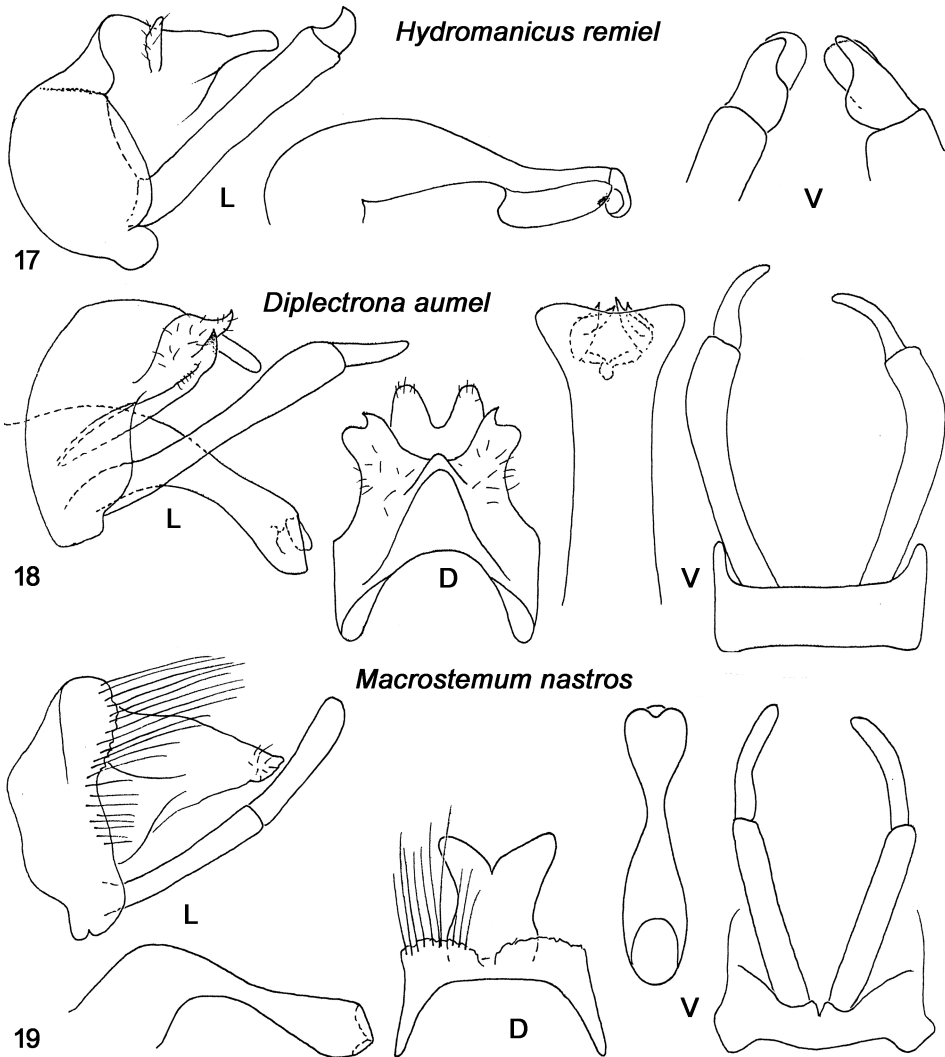 Hydromanicus remiel
L
V
17
Diplectrona aumel
L
D
V
18
Macrostemum nastros
L
D
V
19